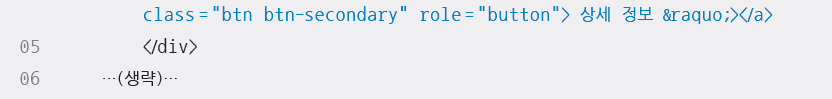 class="btn btn-secondary" role="button"> 상세 정보 &raquo;></a>
05 </div>
06 …(생략)…